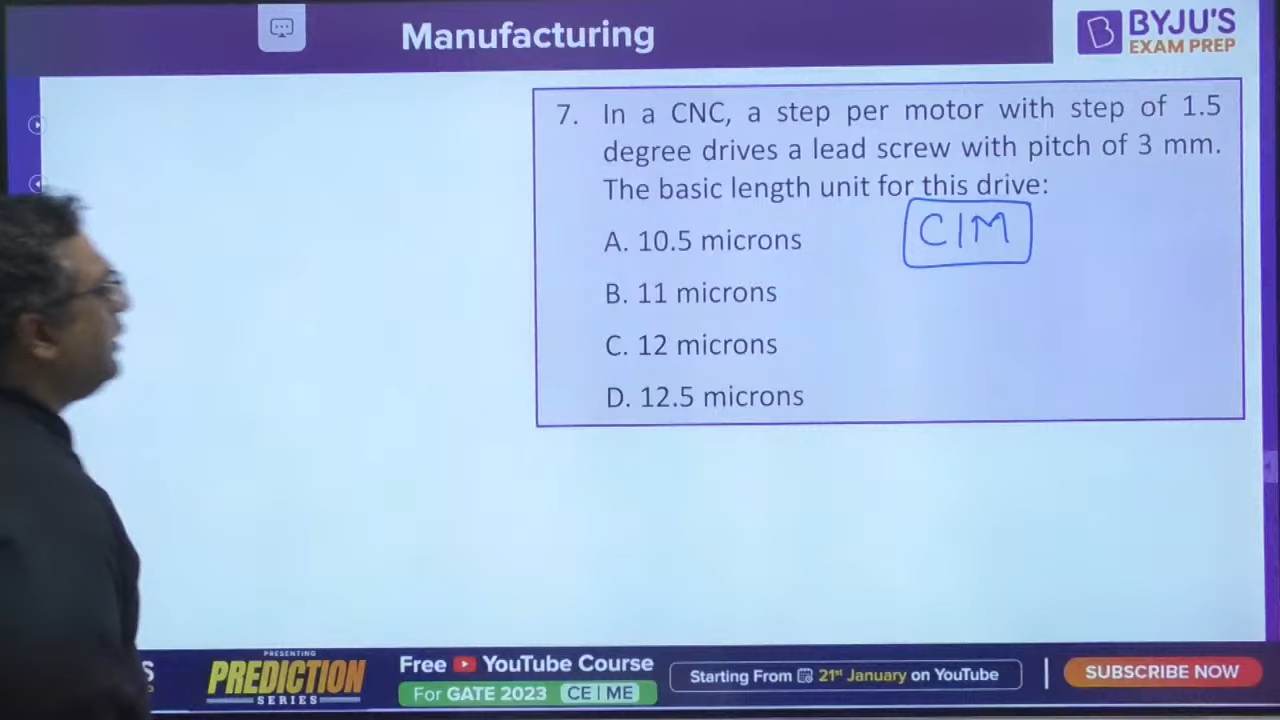 Manufacturing
BYJU'S
EXAM PREP
7. In a CNC, a step per motor with step of 1.5
degree drives a lead screw with pitch of 3 mm.
The basic length unit for this drive:
CIM
A. 10.5 microns
B. 11 microns
C. 12 microns
D. 12.5 microns
PRESENTING
PREDICTION
SERIES
Free YouTube Course
For GATE 2023 CE | ME
Starting From 21st January on YouTube
SUBSCRIBE NOW